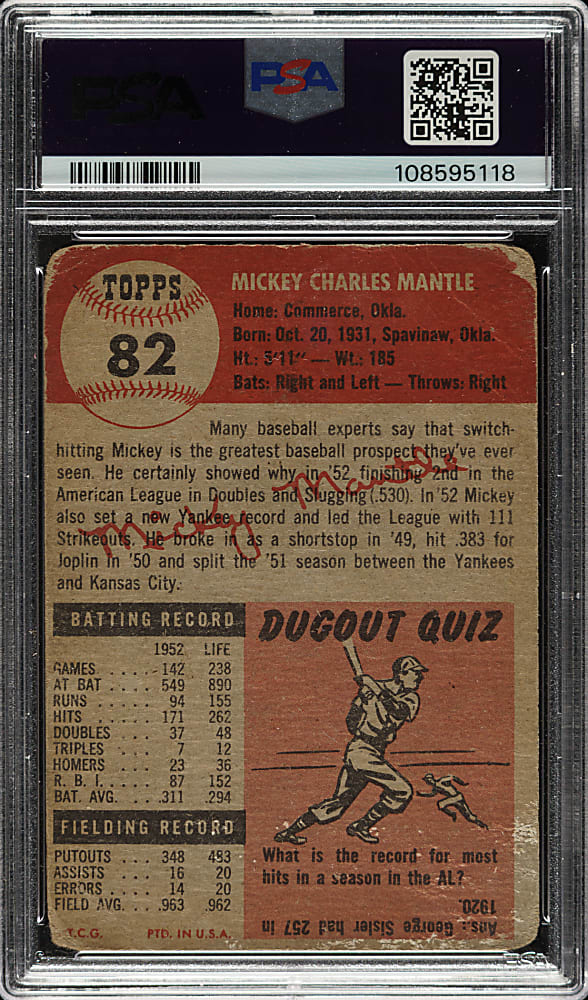 PSA
PSA
108595118
TOPPS
82
MICKEY CHARLES MANTLE
Home: Commerce, Okla.
Born: Oct. 20, 1931, Spavinaw, Okla.
Ht.: 5'11" — Wt.: 185
Bats: Right and Left — Throws: Right
Many baseball experts say that switch-
hitting Mickey is the greatest baseball prospect they've ever
seen. He certainly showed why in '52 finishing 2nd in the
American League in Doubles and Slugging (.530). In '52 Mickey
also set a new Yankee record and led the League with 111
Strikeouts. He broke in as a shortstop in '49, hit .383 for
Joplin in '50 and split the '51 season between the Yankees
and Kansas City.
Mickey Mantle
BATTING RECORD
1952 LIFE
GAMES . . . . 142 238
AT BAT . . . . 549 890
RUNS . . . . 94 155
HITS . . . . 171 262
DOUBLES . . . 37 48
TRIPLES . . . 7 12
HOMERS . . . 23 36
R. B. I. . . . . 87 152
BAT. AVG. . . .311 .294
FIELDING RECORD
PUTOUTS . . . 348 483
ASSISTS . . . 16 20
ERRORS . . . 14 20
FIELD AVG. . . .963 .962
T.C.G. PTD. IN U.S.A.
DUGOUT QUIZ
What is the record for most
hits in a season in the AL?
Ans.: George Sisler had 257 in
1920.
PSA